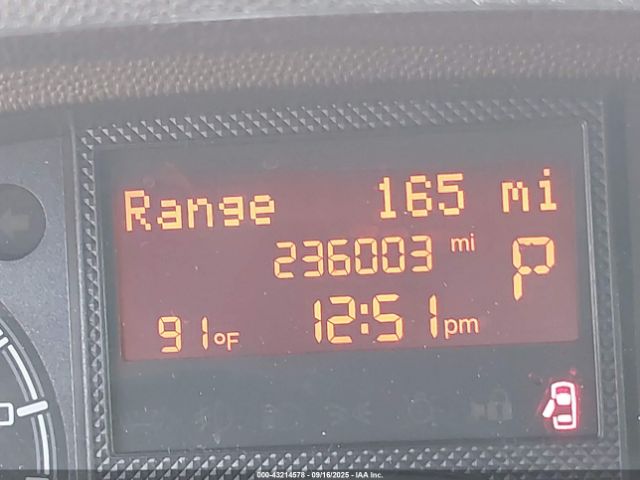 Range 165 mi
236003 mi P
91°F 12:51 pm
000-43214578 - 09/16/2025 - IAA Inc.